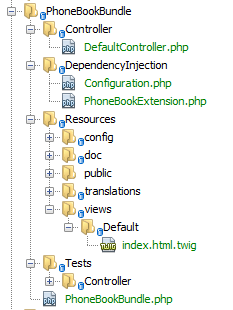 PhoneBookBundle
Controller
DefaultController.php
DependencyInjection
Configuration.php
PhoneBookExtension.php
Resources
config
doc
public
translations
views
Default
index.html.twig
Tests
Controller
PhoneBookBundle.php